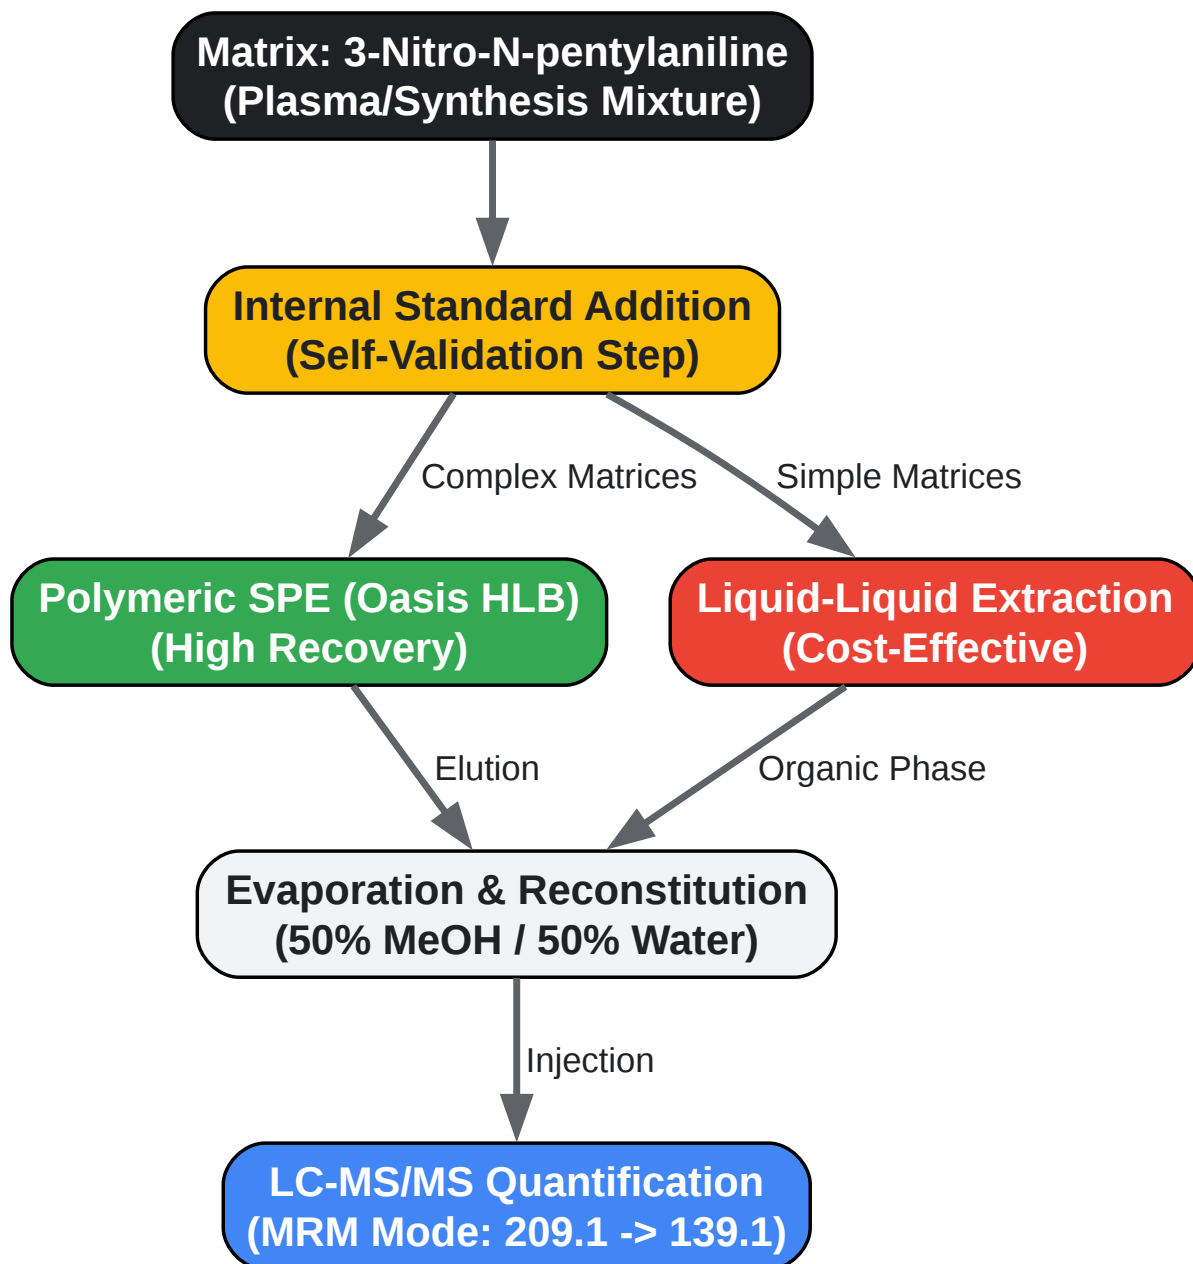 Matrix: 3-Nitro-N-pentylaniline
(Plasma/Synthesis Mixture)
Internal Standard Addition
(Self-Validation Step)
Complex Matrices
Simple Matrices
Polymeric SPE (Oasis HLB)
(High Recovery)
Liquid-Liquid Extraction
(Cost-Effective)
Elution
Organic Phase
Evaporation & Reconstitution
(50% MeOH / 50% Water)
Injection
LC-MS/MS Quantification
(MRM Mode: 209.1 -> 139.1)